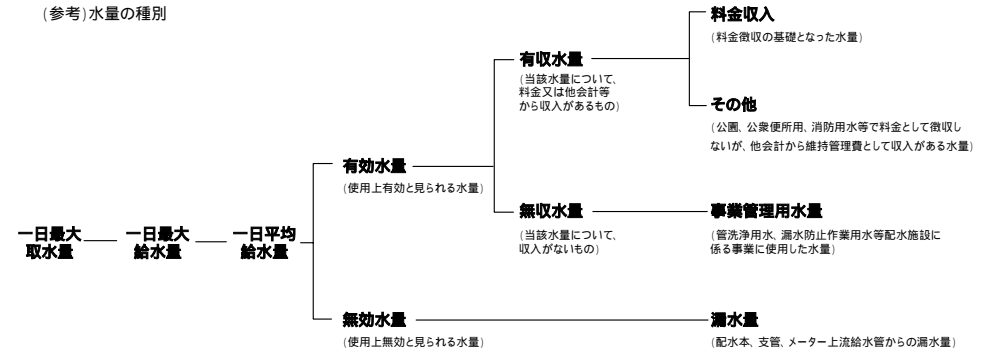 (参考)水量の種別
料金収入
(料金徴収の基礎となった水量)
有収水量
(当該水量について、
料金又は他会計等
から収入があるもの)
その他
(公園、公衆便所用、消防用水等で料金として徴収し
ないが、他会計から維持管理費として収入がある水量)
有効水量
(使用上有効と見られる水量)
無収水量
(当該水量について、
収入がないもの)
事業管理用水量
(管洗浄用水、漏水防止作業用水等配水施設に
係る事業に使用した水量)
一日最大
取水量
一日最大
給水量
一日平均
給水量
無効水量
(使用上無効と見られる水量)
漏水量
(配水本、支管、メーター上流給水管からの漏水量)